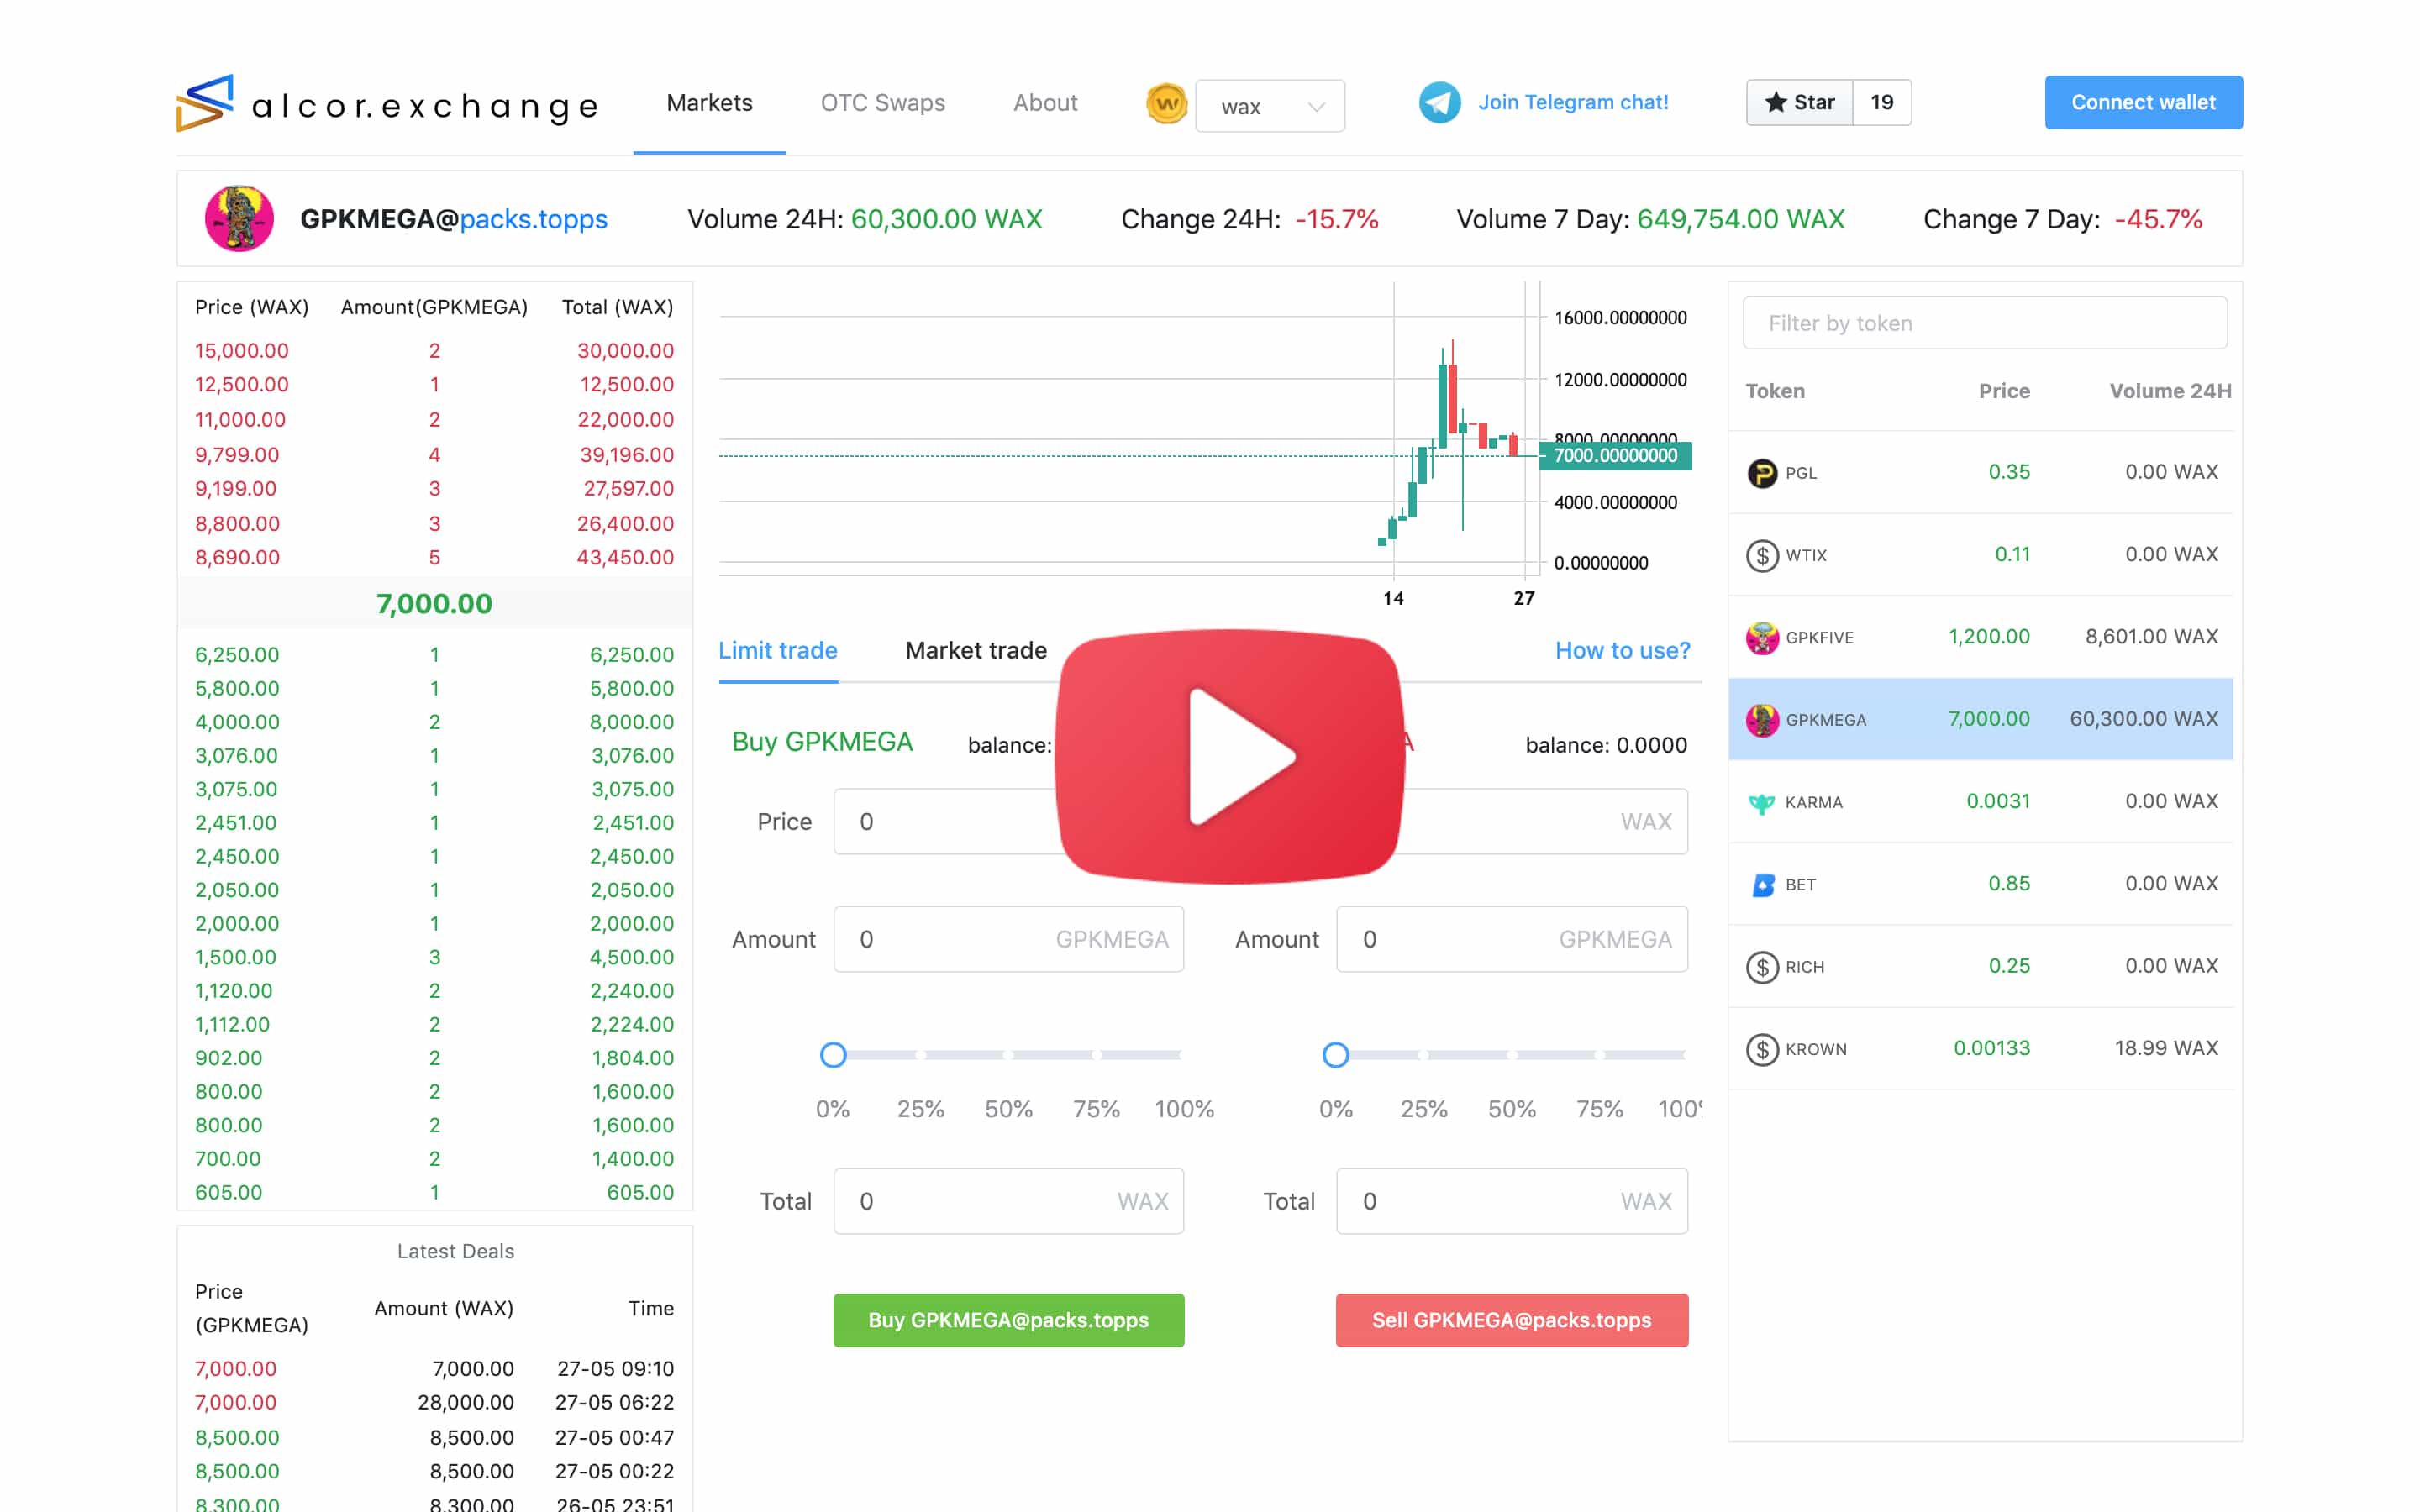 alcor.exchange Markets OTC Swaps About wax Join Telegram chat! Star 19 Connect wallet
GPKMEGA@packs.topps Volume 24H: 60,300.00 WAX Change 24H: -15.7% Volume 7 Day: 649,754.00 WAX Change 7 Day: -45.7%
Price (WAX) Amount(GPKMEGA) Total (WAX)
15,000.00 2 30,000.00
12,500.00 1 12,500.00
11,000.00 2 22,000.00
9,799.00 4 39,196.00
9,199.00 3 27,597.00
8,800.00 3 26,400.00
8,690.00 5 43,450.00
7,000.00
6,250.00 1 6,250.00
5,800.00 1 5,800.00
4,000.00 2 8,000.00
3,076.00 1 3,076.00
3,075.00 1 3,075.00
2,451.00 1 2,451.00
2,450.00 1 2,450.00
2,050.00 1 2,050.00
2,000.00 1 2,000.00
1,500.00 3 4,500.00
1,120.00 2 2,240.00
1,112.00 2 2,224.00
902.00 2 1,804.00
800.00 2 1,600.00
800.00 2 1,600.00
700.00 2 1,400.00
605.00 1 605.00
Latest Deals
Price
(GPKMEGA) Amount (WAX) Time
7,000.00 7,000.00 27-05 09:10
7,000.00 28,000.00 27-05 06:22
8,500.00 8,500.00 27-05 00:47
8,500.00 8,500.00 27-05 00:22
8,300.00 8,300.00 26-05 23:51
16000.00000000
12000.00000000
8000.00000000
7000.00000000
4000.00000000
0.00000000
14 27
Limit trade Market trade How to use?
Buy GPKMEGA balance: A balance: 0.0000
Price 0 WAX
Amount 0 GPKMEGA Amount 0 GPKMEGA
0% 25% 50% 75% 100% 0% 25% 50% 75% 100%
Total 0 WAX Total 0 WAX
Buy GPKMEGA@packs.topps Sell GPKMEGA@packs.topps
Filter by token
Token Price Volume 24H
PGL 0.35 0.00 WAX
WTIX 0.11 0.00 WAX
GPKFIVE 1,200.00 8,601.00 WAX
GPKMEGA 7,000.00 60,300.00 WAX
KARMA 0.0031 0.00 WAX
BET 0.85 0.00 WAX
RICH 0.25 0.00 WAX
KROWN 0.00133 18.99 WAX